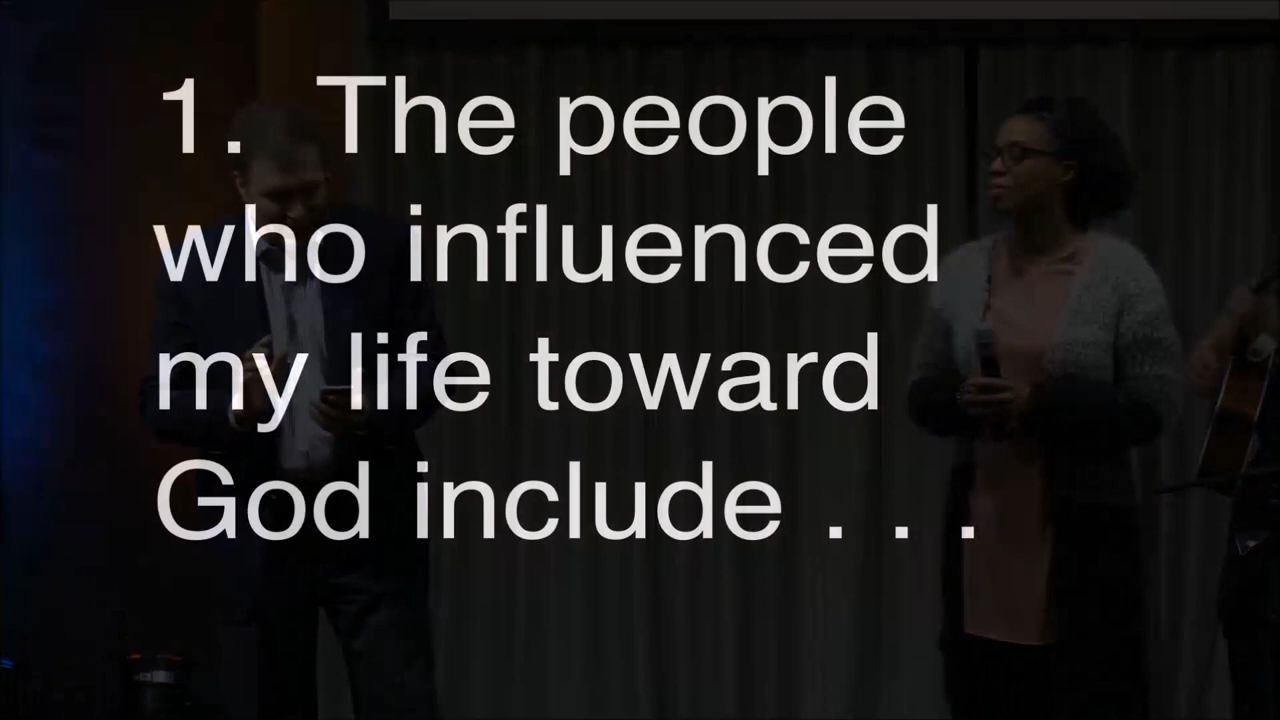 1. The people
who influenced
my life toward
God include . . .